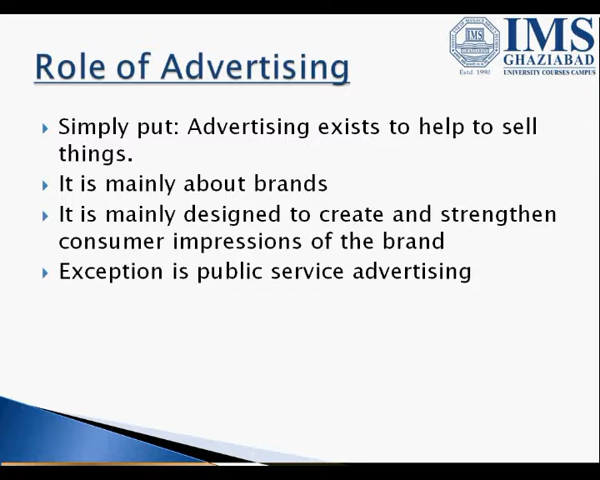 IMS
GHAZIABAD
Estd. 1990
UNIVERSITY COURSES CAMPUS
Role of Advertising
Simply put: Advertising exists to help to sell
things.
It is mainly about brands
It is mainly designed to create and strengthen
consumer impressions of the brand
Exception is public service advertising